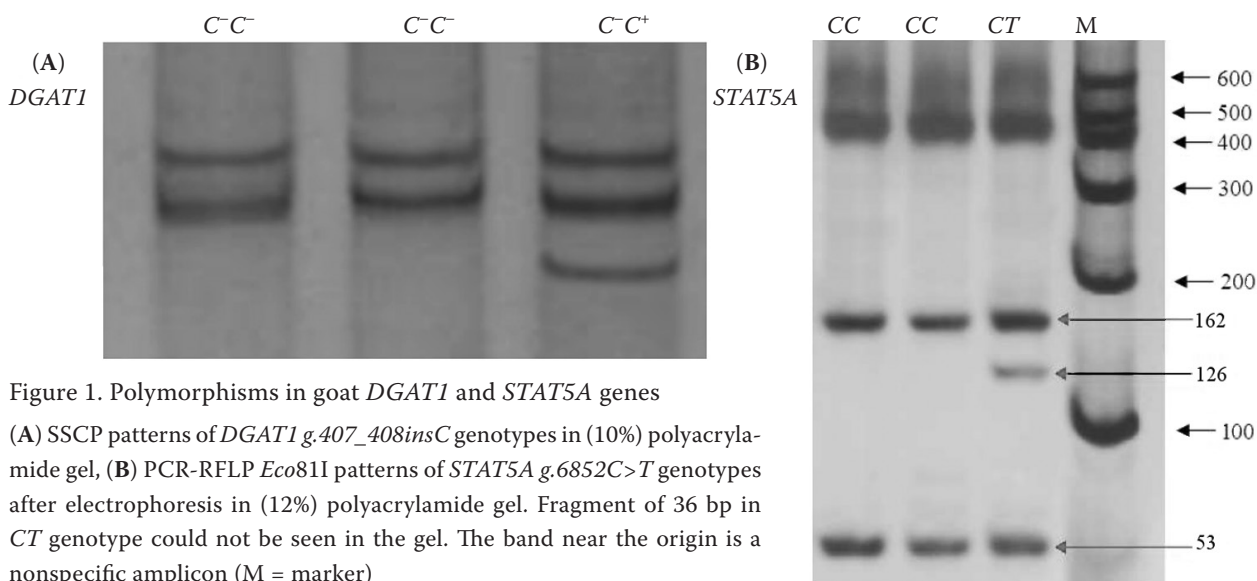 C⁻C⁻ C⁻C⁻ C⁻C⁺
(A)
DGAT1
Figure 1. Polymorphisms in goat DGAT1 and STAT5A genes
(A) SSCP patterns of DGAT1 g.407_408insC genotypes in (10%) polyacryla-
mide gel, (B) PCR-RFLP Eco81I patterns of STAT5A g.6852C>T genotypes
after electrophoresis in (12%) polyacrylamide gel. Fragment of 36 bp in
CT genotype could not be seen in the gel. The band near the origin is a
nonspecific amplicon (M = marker)
CC CC CT M
(B)
STAT5A
600
500
400
300
200
162
126
100
53